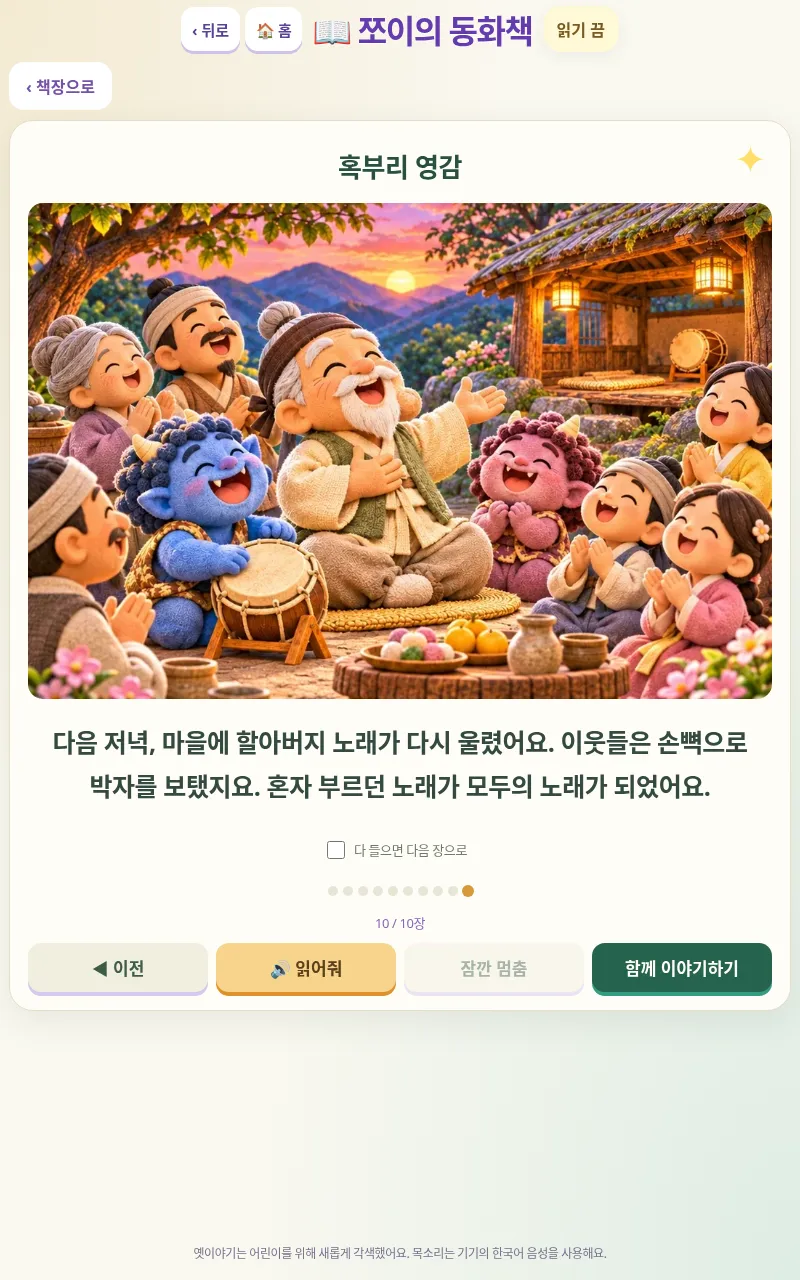 ‹ 뒤로
🏠 홈
📖 쪼이의 동화책
읽기 끝
‹ 책장으로
혹부리 영감
다음 저녁, 마을에 할아버지 노래가 다시 울렸어요. 이웃들은 손뼉으로
박자를 보탰지요. 혼자 부르던 노래가 모두의 노래가 되었어요.
다 들으면 다음 장으로
10 / 10장
◀ 이전
🔊 읽어줘
잠깐 멈춤
함께 이야기하기
옛이야기는 어린이를 위해 새롭게 각색했어요. 목소리는 기기의 한국어 음성을 사용해요.